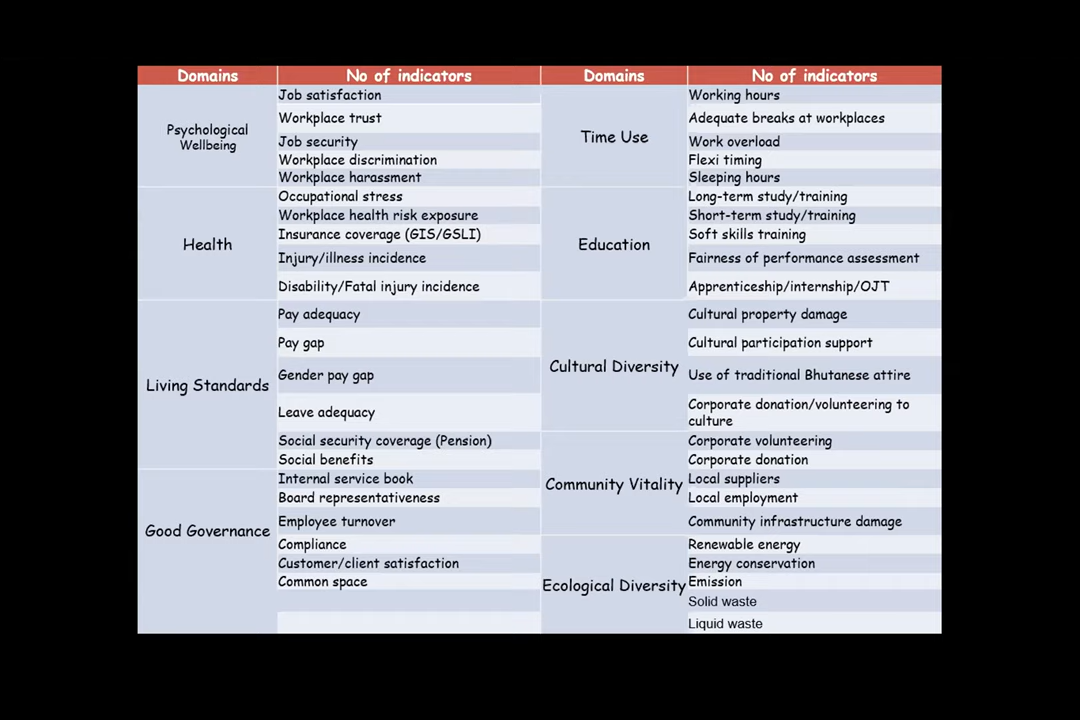 Domains No of indicators Domains No of indicators
Psychological
Wellbeing
Job satisfaction
Workplace trust
Job security
Workplace discrimination
Workplace harassment
Time Use
Working hours
Adequate breaks at workplaces
Work overload
Flexi timing
Sleeping hours
Health
Occupational stress
Workplace health risk exposure
Insurance coverage (GIS/GSLI)
Injury/illness incidence
Disability/Fatal injury incidence
Education
Long-term study/training
Short-term study/training
Soft skills training
Fairness of performance assessment
Apprenticeship/internship/OJT
Living Standards
Pay adequacy
Pay gap
Gender pay gap
Leave adequacy
Social security coverage (Pension)
Social benefits
Cultural Diversity
Cultural property damage
Cultural participation support
Use of traditional Bhutanese attire
Corporate donation/volunteering to
culture
Good Governance
Internal service book
Board representativeness
Employee turnover
Compliance
Customer/client satisfaction
Common space
Community Vitality
Corporate volunteering
Corporate donation
Local suppliers
Local employment
Community infrastructure damage
Ecological Diversity
Renewable energy
Energy conservation
Emission
Solid waste
Liquid waste